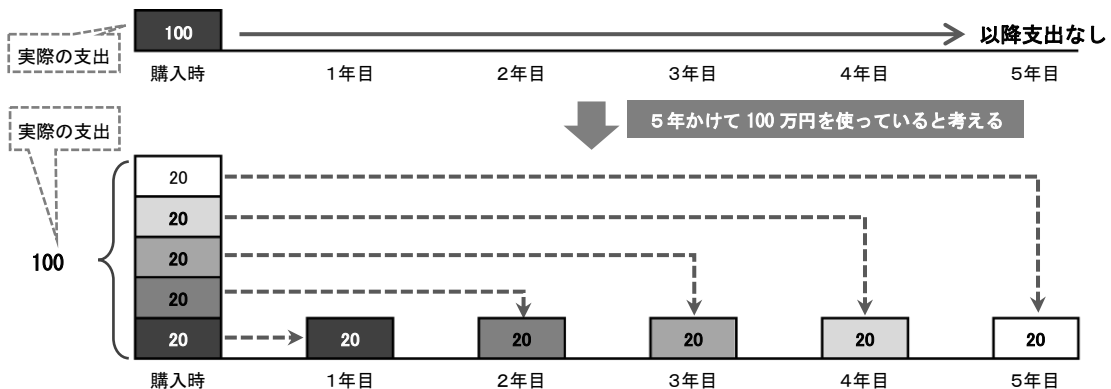 100
以降支出なし
実際の支出
購入時
1年目
2年目
3年目
4年目
5年目
5年かけて 100 万円を使っていると考える
実際の支出
20
20
20
20
20
100
20
20
20
20
20
購入時
1年目
2年目
3年目
4年目
5年目